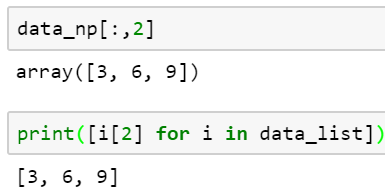 data_np[:,2]
array([3, 6, 9])
print([i[2] for i in data_list])
[3, 6, 9]